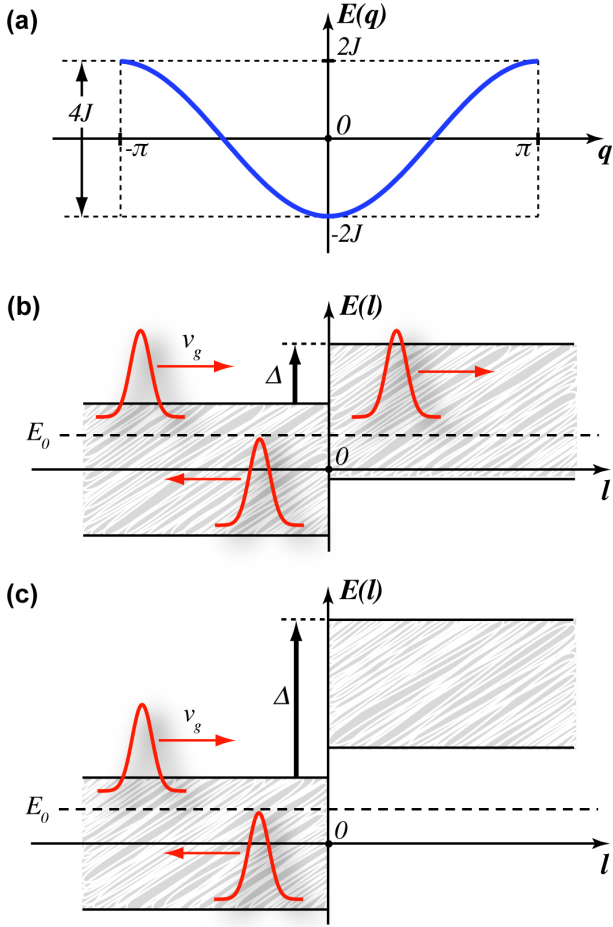 (a)
E(q)
2J
4J
0
-π
π
q
-2J
(b)
E(l)
v_g
Δ
E_0
0
l
(c)
E(l)
Δ
v_g
E_0
0
l